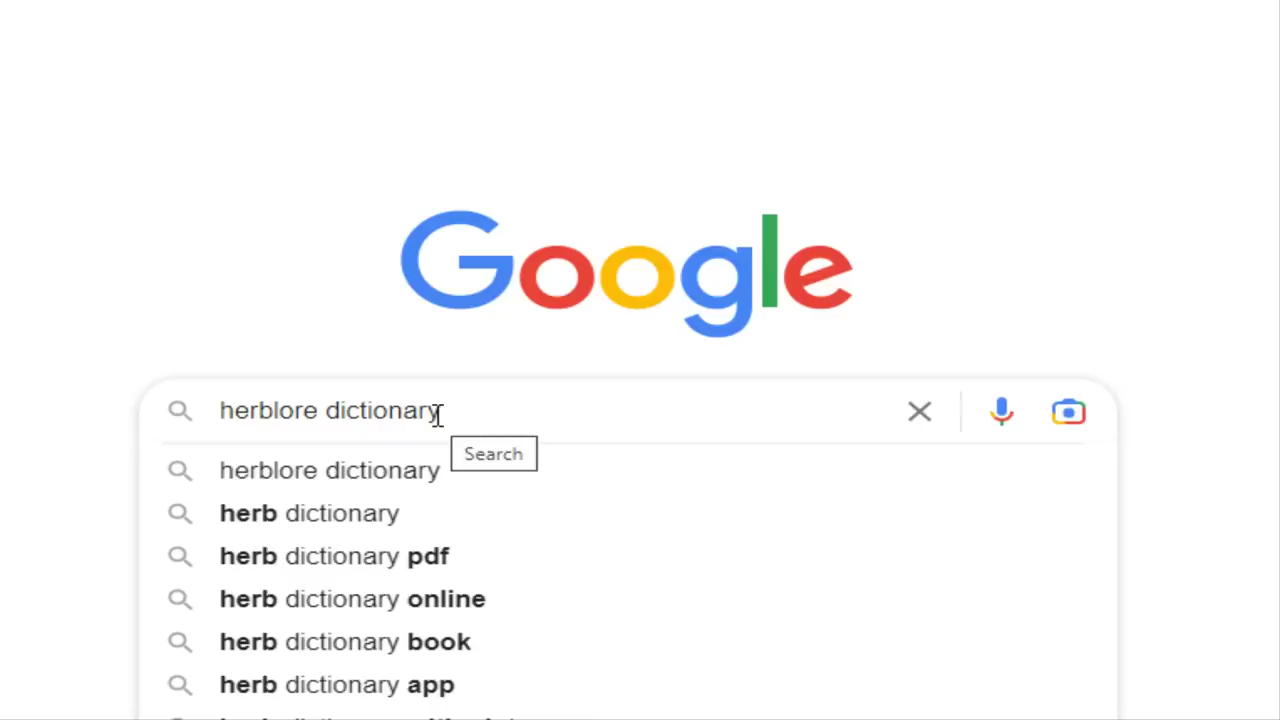 Google
herblore dictionary
Search
herblore dictionary
herb dictionary
herb dictionary pdf
herb dictionary online
herb dictionary book
herb dictionary app